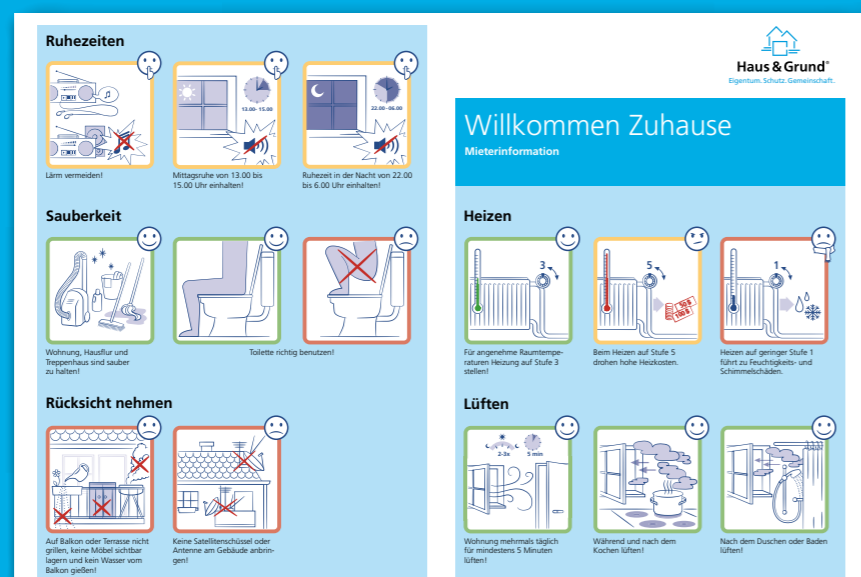 Ruhezeiten
13.00- 15.00
22.00–06.00
Lärm vermeiden!
Mittagsruhe von 13.00 bis
15.00 Uhr einhalten!
Ruhezeit in der Nacht von 22.00
bis 6.00 Uhr einhalten!
Sauberkeit
Wohnung, Hausflur und
Treppenhaus sind sauber
zu halten!
Toilette richtig benutzen!
Rücksicht nehmen
Auf Balkon oder Terrasse nicht
grillen, keine Möbel sichtbar
lagern und kein Wasser vom
Balkon gießen!
Keine Satellitenschüssel oder
Antenne am Gebäude anbrin-
gen!
Haus & Grund®
Eigentum. Schutz. Gemeinschaft.
Willkommen Zuhause
Mieterinformation
Heizen
3
5
50 $
100 $
1
Für angenehme Raumtempe-
raturen Heizung auf Stufe 3
stellen!
Beim Heizen auf Stufe 5
drohen hohe Heizkosten.
Heizen auf geringer Stufe 1
führt zu Feuchtigkeits- und
Schimmelschäden.
Lüften
2-3x
5 min
Wohnung mehrmals täglich
für mindestens 5 Minuten
lüften!
Während und nach dem
Kochen lüften!
Nach dem Duschen oder Baden
lüften!